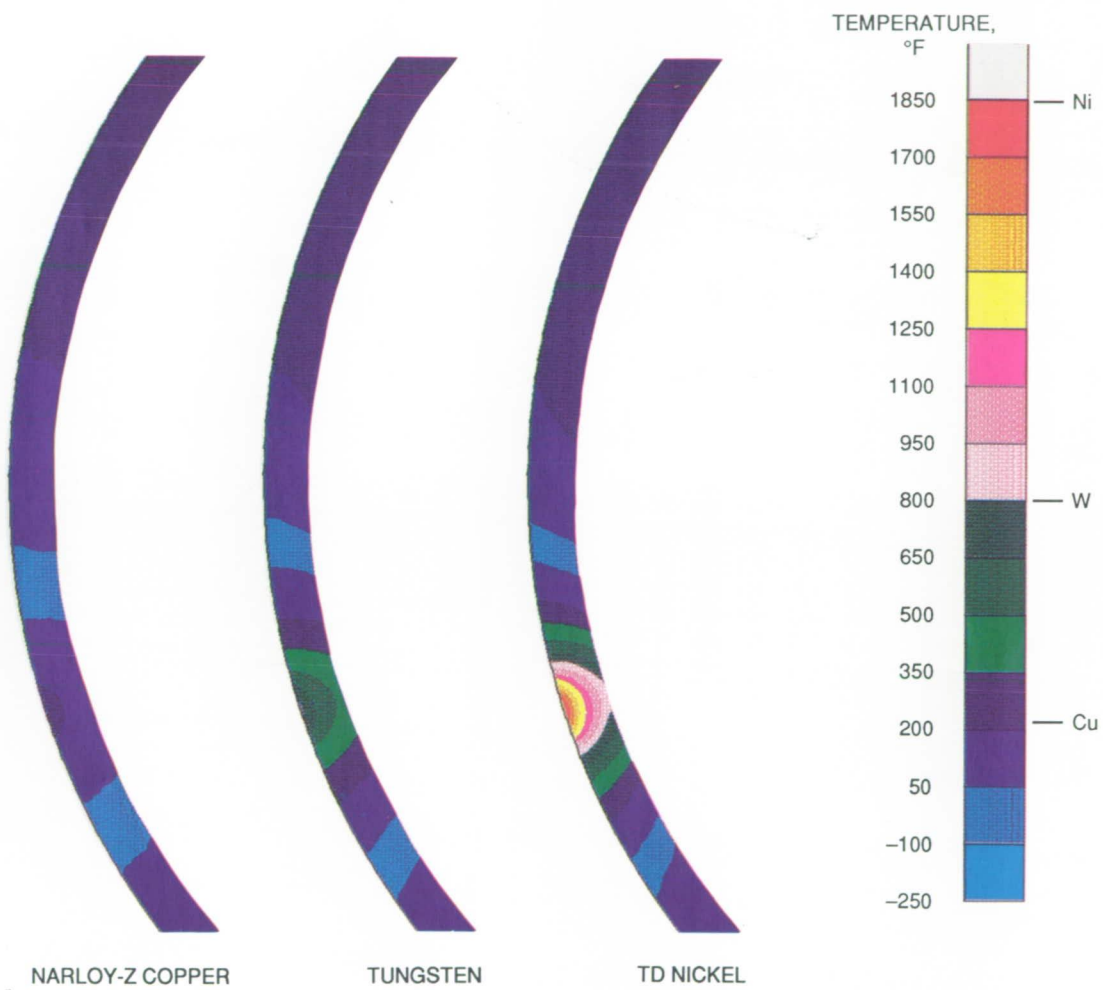 TEMPERATURE,
°F
1850
Ni
1700
1550
1400
1250
1100
950
800
W
650
500
350
200
Cu
50
−100
−250
NARLOY-Z COPPER
TUNGSTEN
TD NICKEL